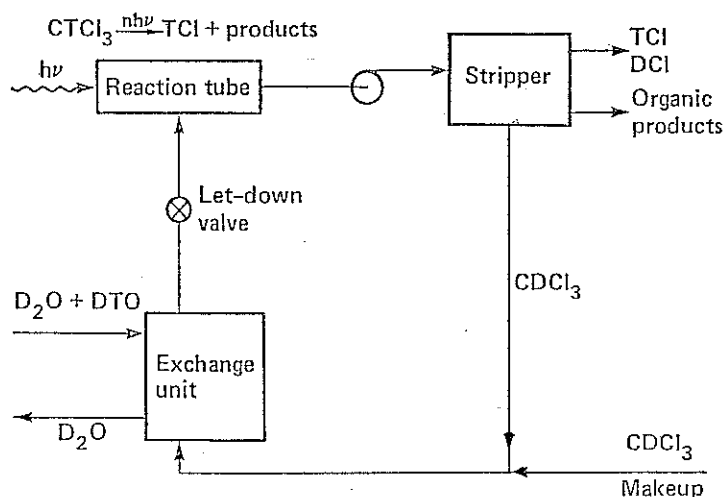 CTCl₃ —nhν→ TCl + products
hν
Reaction tube
Stripper
TCl
DCl
Organic
products
Let-down
valve
CDCl₃
D₂O + DTO
Exchange
unit
D₂O
CDCl₃
Makeup